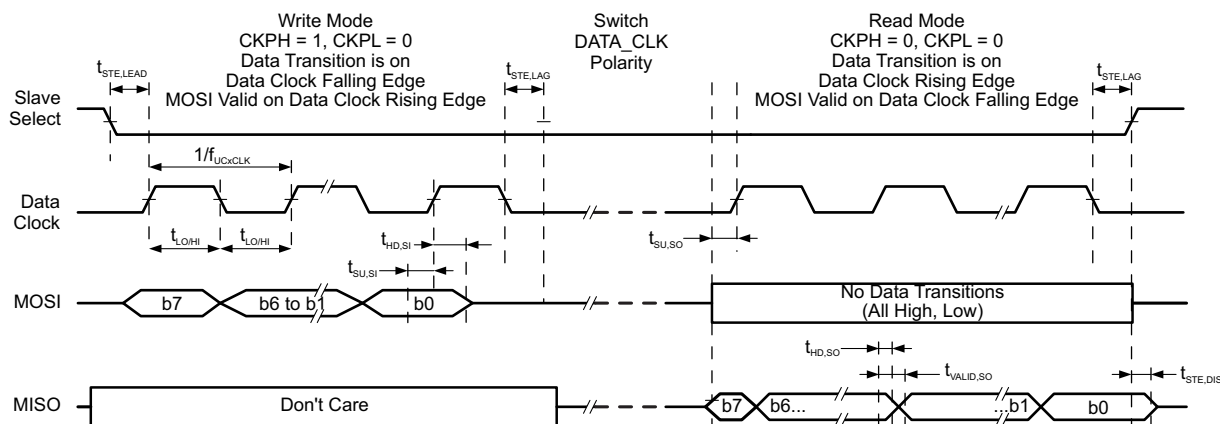 Write Mode
CKPH = 1, CKPL = 0
Data Transition is on
Data Clock Falling Edge
MOSI Valid on Data Clock Rising Edge
Switch
DATA_CLK
Polarity
Read Mode
CKPH = 0, CKPL = 0
Data Transition is on
Data Clock Rising Edge
MOSI Valid on Data Clock Falling Edge
tSTE,LEAD
tSTE,LAG
tSTE,LAG
Slave
Select
1/fUCxCLK
Data
Clock
tLO/HI
tLO/HI
tHD,SI
tSU,SO
tSU,SI
MOSI
b7
b6 to b1
b0
No Data Transitions
(All High, Low)
tHD,SO
tVALID,SO
tSTE,DIS
MISO
Don't Care
b7
b6...
...b1
b0